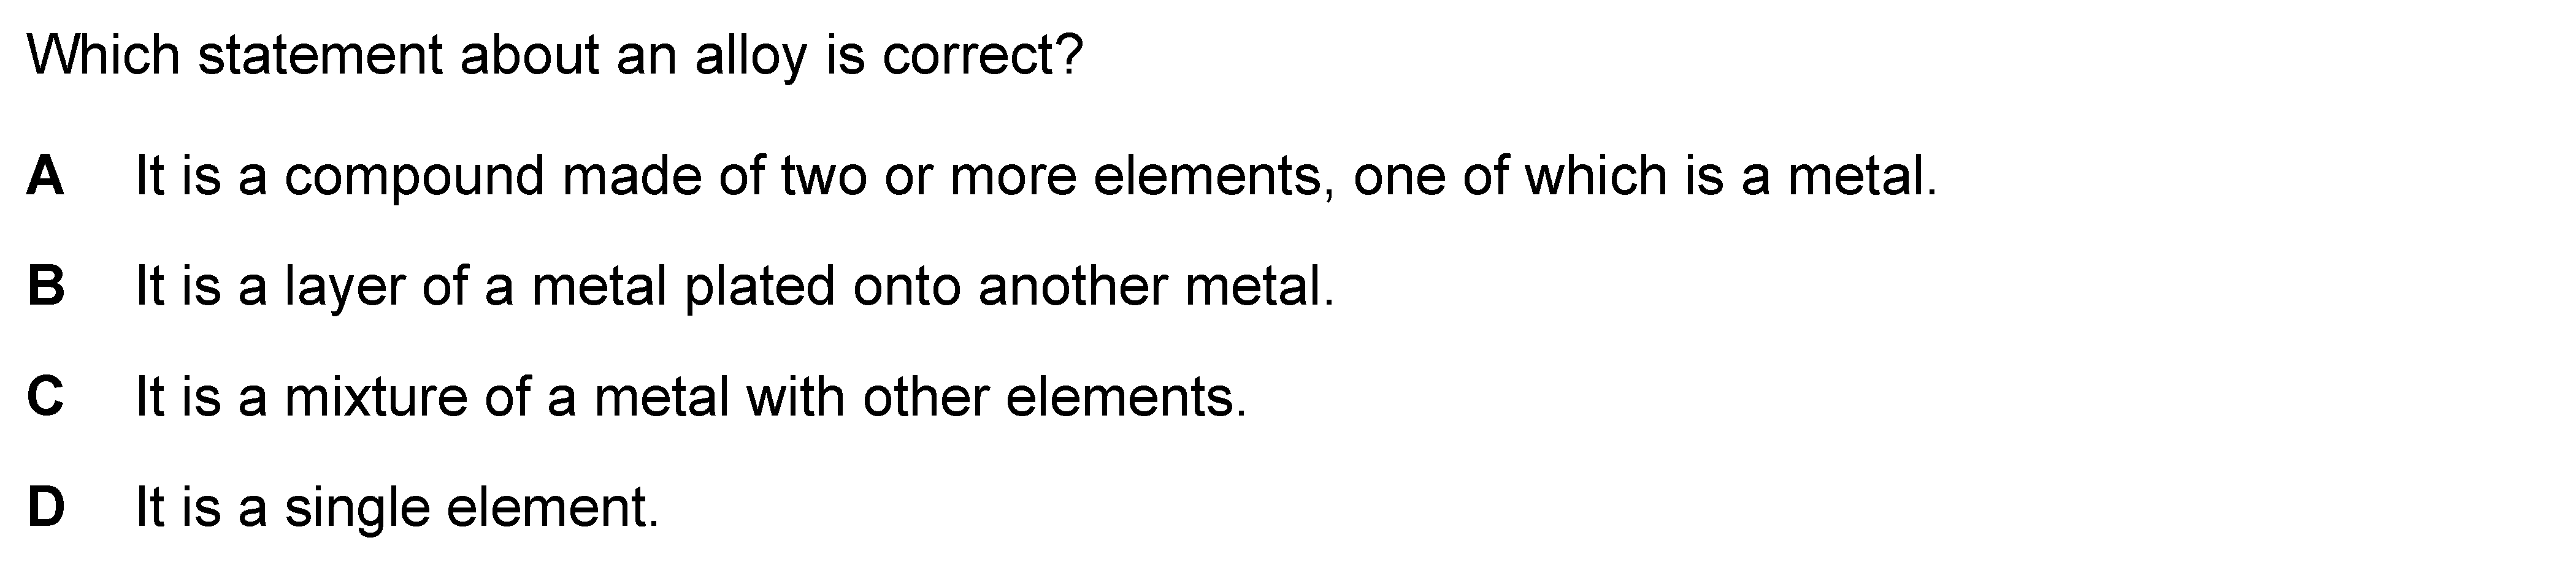 Which statement about an alloy is correct?
A It is a compound made of two or more elements, one of which is a metal.
B It is a layer of a metal plated onto another metal.
C It is a mixture of a metal with other elements.
D It is a single element.